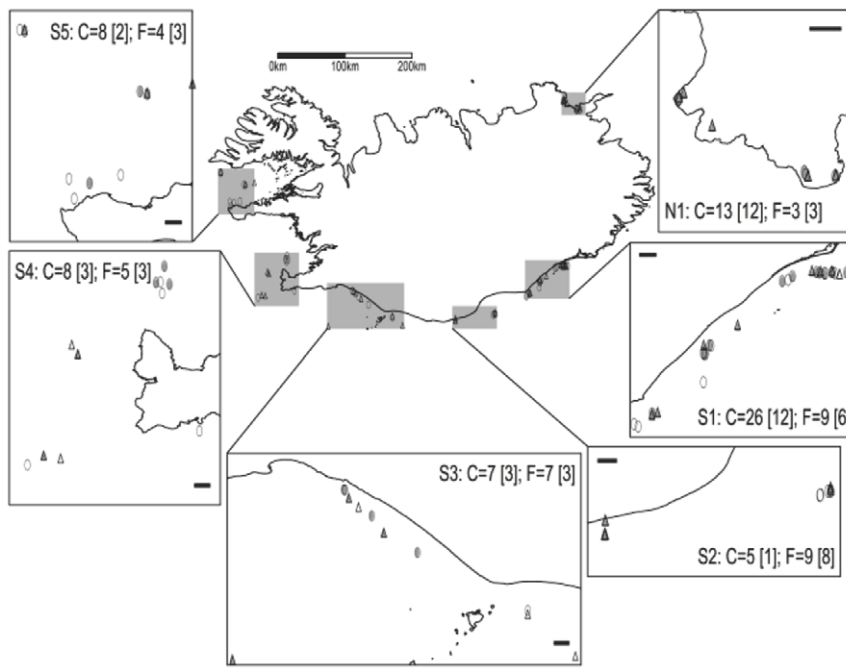 S5: C=8 [2]; F=4 [3]
0km 100km 200km
N1: C=13 [12]; F=3 [3]
S4: C=8 [3]; F=5 [3]
S1: C=26 [12]; F=9 [6
S3: C=7 [3]; F=7 [3]
S2: C=5 [1]; F=9 [8]